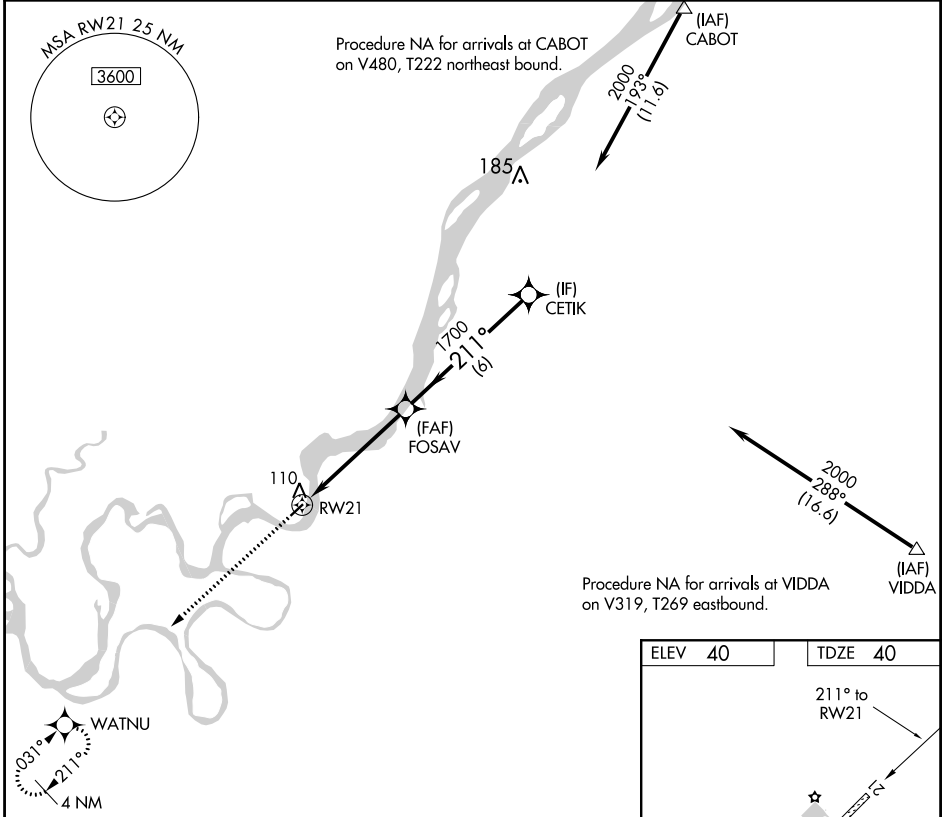 MSA RW21 25 NM
3600
Procedure NA for arrivals at CABOT
on V480, T222 northeast bound.
(IAF)
CABOT
2000
193°
(11.6)
185
(IF)
CETIK
1700
211°
(6)
(FAF)
FOSAV
110
RW21
2000
288°
(16.6)
(IAF)
VIDDA
Procedure NA for arrivals at VIDDA
on V319, T269 eastbound.
WATNU
031°
211°
4 NM
ELEV 40
TDZE 40
211° to
RW21
21